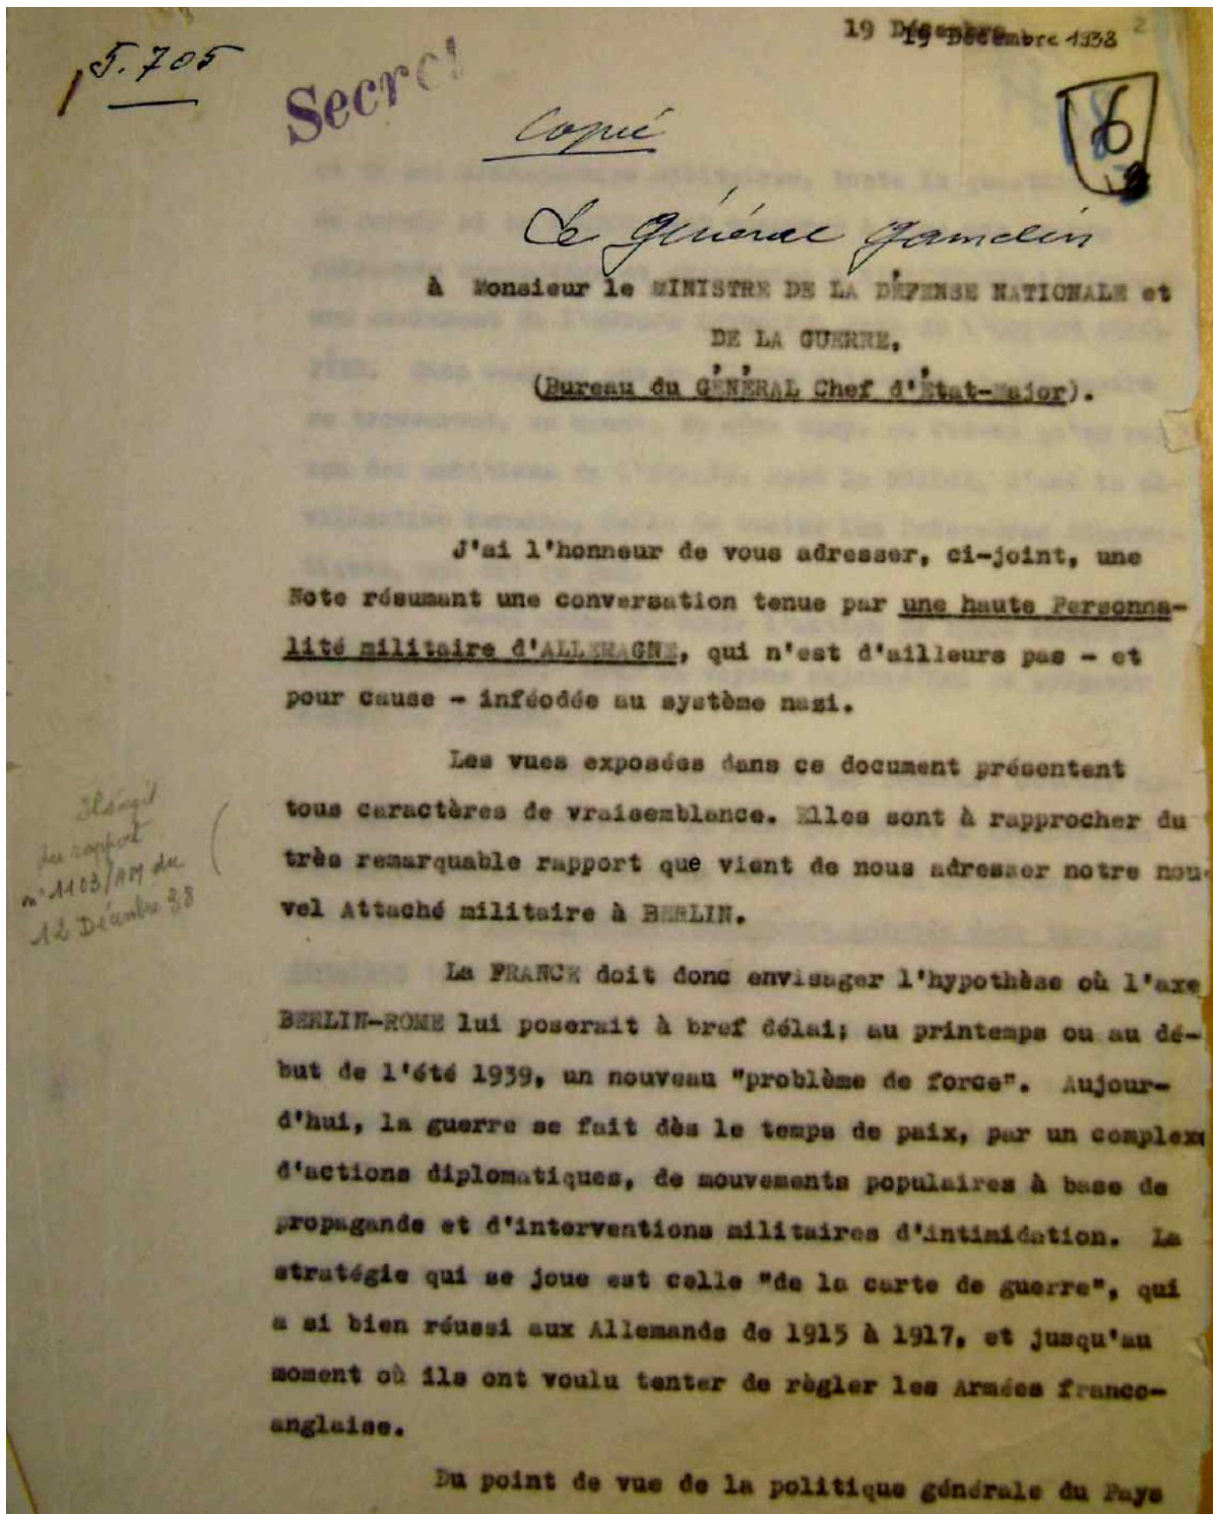 19 Décembre 1938
2
5.705
Secret
Copié
6
Le Général Gamelin
à Monsieur le MINISTRE DE LA DÉFENSE NATIONALE et
DE LA GUERRE,
(Bureau du GÉNÉRAL Chef d'État-Major).
J'ai l'honneur de vous adresser, ci-joint, une
Note résumant une conversation tenue par une haute Personna-
lité militaire d'ALLEMAGNE, qui n'est d'ailleurs pas - et
pour cause - inféodée au système nazi.
Les vues exposées dans ce document présentent
tous caractères de vraisemblance. Elles sont à rapprocher du
très remarquable rapport que vient de nous adresser notre nou-
vel Attaché militaire à BERLIN.
Il s'agit
du rapport
n° 1103/AM du
12 Décembre 38
La FRANCE doit donc envisager l'hypothèse où l'axe
BERLIN-ROME lui poserait à bref délai; au printemps ou au dé-
but de l'été 1939, un nouveau "problème de force". Aujour-
d'hui, la guerre se fait dès le temps de paix, par un complexe
d'actions diplomatiques, de mouvements populaires à base de
propagande et d'interventions militaires d'intimidation. La
stratégie qui se joue est celle "de la carte de guerre", qui
a si bien réussi aux Allemands de 1915 à 1917, et jusqu'au
moment où ils ont voulu tenter de règler les Armées franco-
anglaise.
Du point de vue de la politique générale du Pays